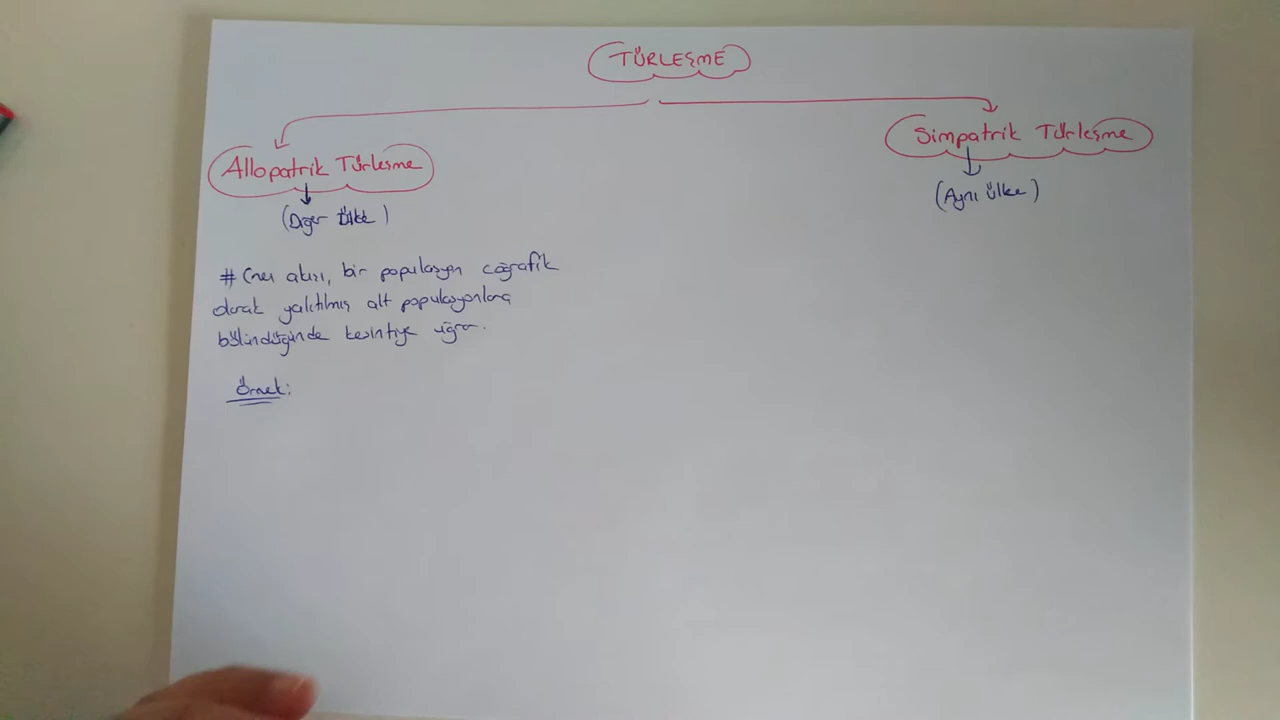 TÜRLEŞME
Allopatrik Türleşme
Simpatrik Türleşme
(Diğer Ülke)
(Aynı Ülke)
# Gen akışı, bir populasyon coğrafik
olarak yalıtılmış alt populasyonlara
bölündüğünde kesintiye uğrar.
Örnek: